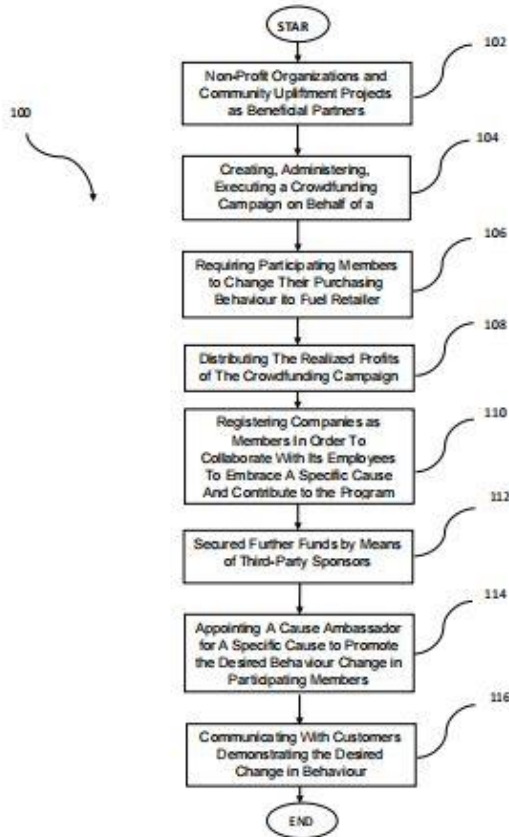 STAR
102
Non-Profit Organizations and
Community Upliftment Projects
as Beneficial Partners
100
104
Creating, Administering,
Executing a Crowdfunding
Campaign on Behalf of a
106
Requiring Participating Members
to Change Their Purchasing
Behaviour ito Fuel Retailer
108
Distributing The Realized Profits
of The Crowdfunding Campaign
110
Registering Companies as
Members In Order To
Collaborate With Its Employees
To Embrace A Specific Cause
And Contribute to the Program
112
Secured Further Funds by Means
of Third-Party Sponsors
114
Appointing A Cause Ambassador
for A Specific Cause to Promote
the Desired Behaviour Change in
Participating Members
116
Communicating With Customers
Demonstrating the Desired
Change in Behaviour
END